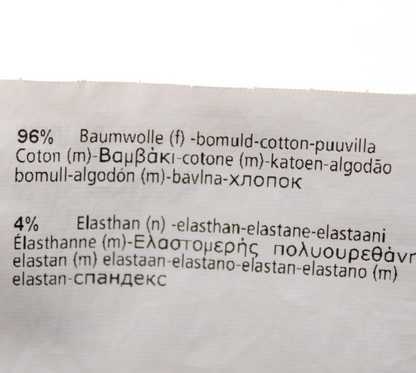 96% Baumwolle (f) -bomuld-cotton-puuvilla
Coton (m)-Βαμβάκι-cotone (m)-katoen-algodão
bomull-algodón (m)-bavlna-хлопок
4% Elasthan (n) -elasthan-elastane-elastaani
Élasthanne (m)-Ελαστομερής πολυουρεθάνη
elastan (m) elastaan-elastano-elastan-elastano (m)
elastan-спандекс